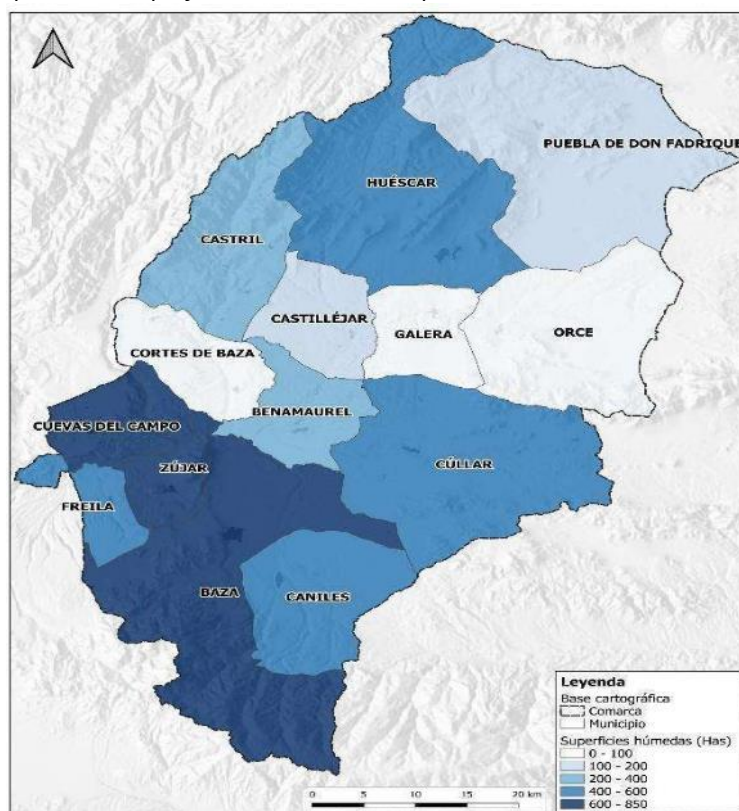 PUEBLA DE DON FADRIQUE
HUÉSCAR
CASTRIL
CASTILLÉJAR
GALERA
ORCE
CORTES DE BAZA
BENAMAUREL
CUEVAS DEL CAMPO
ZÚJAR
CÚLLAR
FREILA
BAZA
CANILES
Leyenda
Base cartográfica
Comarca
Municipio
Superficies húmedas (Has)
0 - 100
100 - 200
200 - 400
400 - 600
600 - 850
0 5 10 15 20 km